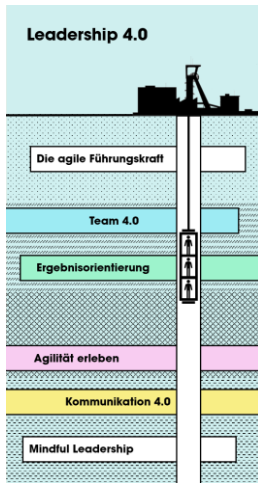 Leadership 4.0
Die agile Führungskraft
Team 4.0
Ergebnisorientierung
Agilität erleben
Kommunikation 4.0
Mindful Leadership